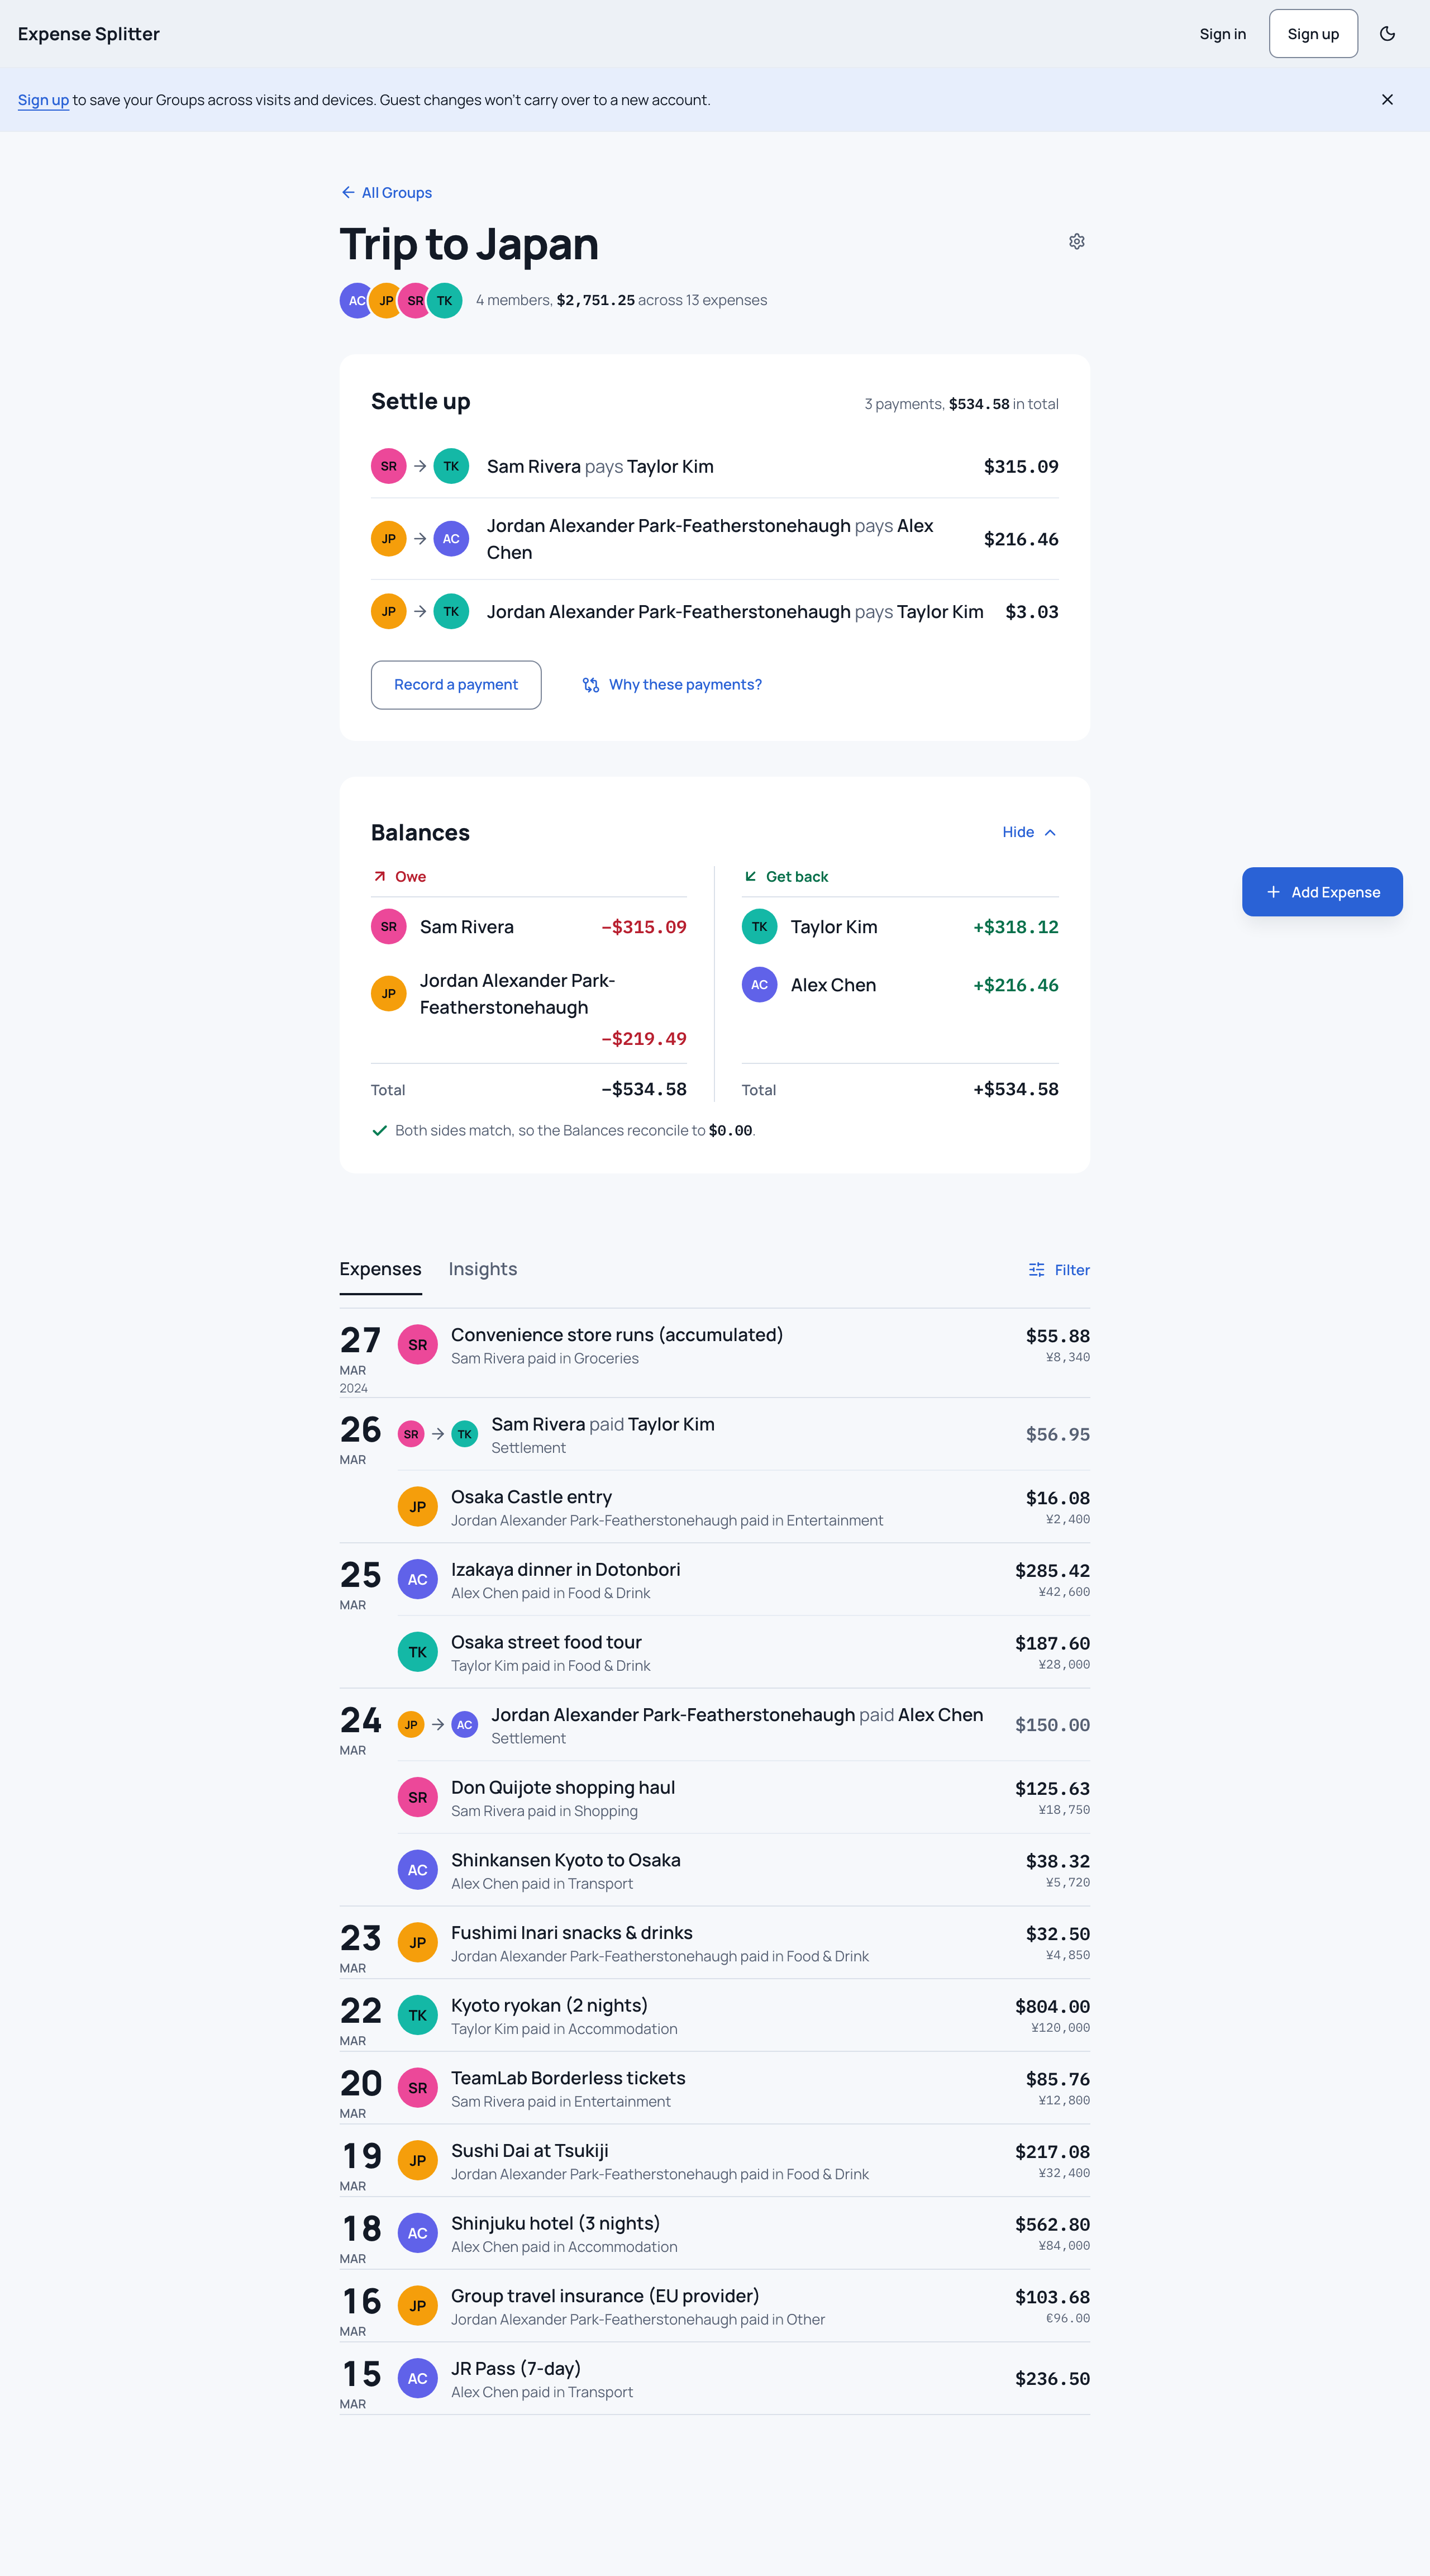 Expense Splitter
Sign in
Sign up
Sign up to save your Groups across visits and devices. Guest changes won't carry over to a new account.
All Groups
Trip to Japan
AC JP SR TK
4 members, $2,751.25 across 13 expenses
Settle up
3 payments, $534.58 in total
SR TK Sam Rivera pays Taylor Kim $315.09
JP AC Jordan Alexander Park-Featherstonehaugh pays Alex
Chen
$216.46
JP TK Jordan Alexander Park-Featherstonehaugh pays Taylor Kim $3.03
Record a payment
Why these payments?
Balances
Hide
Owe
SR Sam Rivera −$315.09
JP Jordan Alexander Park-
Featherstonehaugh
−$219.49
Total −$534.58
Get back
TK Taylor Kim +$318.12
AC Alex Chen +$216.46
Total +$534.58
Both sides match, so the Balances reconcile to $0.00.
Add Expense
Expenses
Insights
Filter
27
MAR
2024
SR
Convenience store runs (accumulated)
Sam Rivera paid in Groceries
$55.88
¥8,340
26
MAR
SR TK
Sam Rivera paid Taylor Kim
Settlement
$56.95
JP
Osaka Castle entry
Jordan Alexander Park-Featherstonehaugh paid in Entertainment
$16.08
¥2,400
25
MAR
AC
Izakaya dinner in Dotonbori
Alex Chen paid in Food & Drink
$285.42
¥42,600
TK
Osaka street food tour
Taylor Kim paid in Food & Drink
$187.60
¥28,000
24
MAR
JP AC
Jordan Alexander Park-Featherstonehaugh paid Alex Chen
Settlement
$150.00
SR
Don Quijote shopping haul
Sam Rivera paid in Shopping
$125.63
¥18,750
AC
Shinkansen Kyoto to Osaka
Alex Chen paid in Transport
$38.32
¥5,720
23
MAR
JP
Fushimi Inari snacks & drinks
Jordan Alexander Park-Featherstonehaugh paid in Food & Drink
$32.50
¥4,850
22
MAR
TK
Kyoto ryokan (2 nights)
Taylor Kim paid in Accommodation
$804.00
¥120,000
20
MAR
SR
TeamLab Borderless tickets
Sam Rivera paid in Entertainment
$85.76
¥12,800
19
MAR
JP
Sushi Dai at Tsukiji
Jordan Alexander Park-Featherstonehaugh paid in Food & Drink
$217.08
¥32,400
18
MAR
AC
Shinjuku hotel (3 nights)
Alex Chen paid in Accommodation
$562.80
¥84,000
16
MAR
JP
Group travel insurance (EU provider)
Jordan Alexander Park-Featherstonehaugh paid in Other
$103.68
€96.00
15
MAR
AC
JR Pass (7-day)
Alex Chen paid in Transport
$236.50